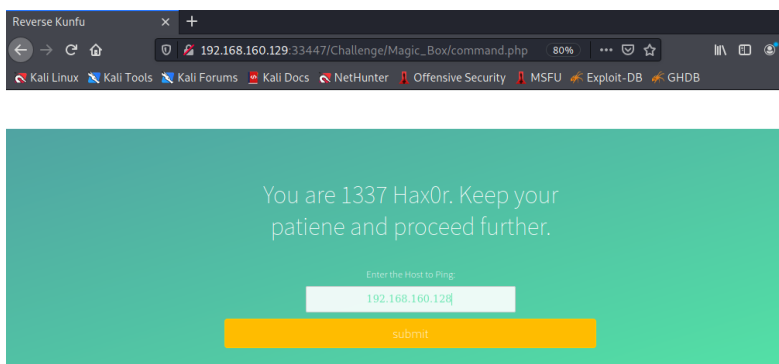 Reverse Kunfu
192.168.160.129:33447/Challenge/Magic_Box/command.php 80%
Kali Linux Kali Tools Kali Forums Kali Docs NetHunter Offensive Security MSFU Exploit-DB GHDB
You are 1337 Hax0r. Keep your
patiene and proceed further.
Enter the Host to Ping:
192.168.160.128
submit